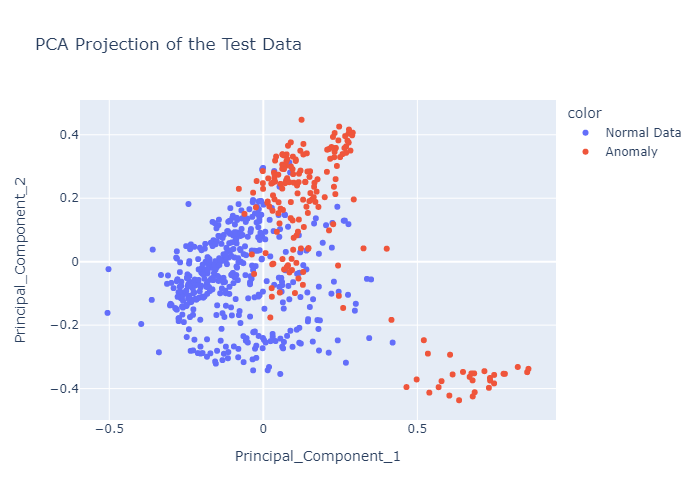 PCA Projection of the Test Data
color
Normal Data
Anomaly
Principal_Component_2
0.4
0.2
0
−0.2
−0.4
−0.5
0
0.5
Principal_Component_1